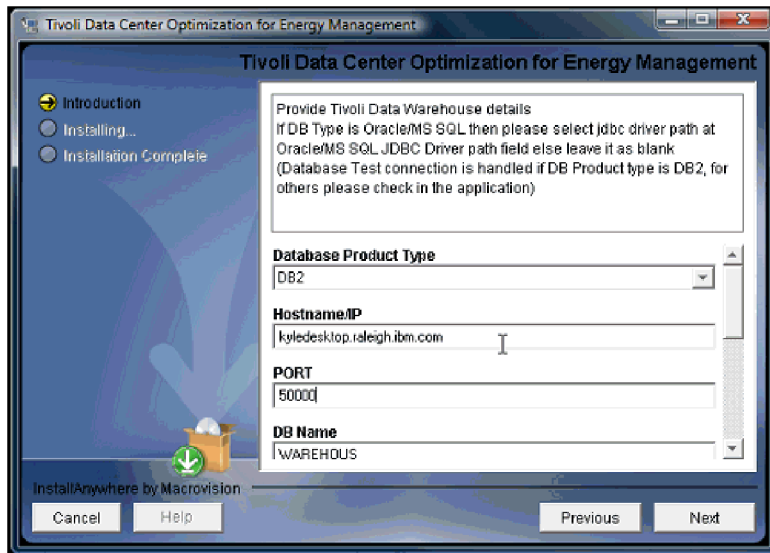 Tivoli Data Center Optimization for Energy Management
Tivoli Data Center Optimization for Energy Management
Introduction
Installing...
Installation Complete
Provide Tivoli Data Warehouse details
If DB Type is Oracle/MS SQL then please select jdbc driver path at
Oracle/MS SQL JDBC Driver path field else leave it as blank
(Database Test connection is handled if DB Product type is DB2, for
others please check in the application)
Database Product Type
DB2
Hostname/IP
kyledesktop.raleigh.ibm.com
PORT
50000
DB Name
WAREHOUS
InstallAnywhere by Macrovision
Cancel
Help
Previous
Next